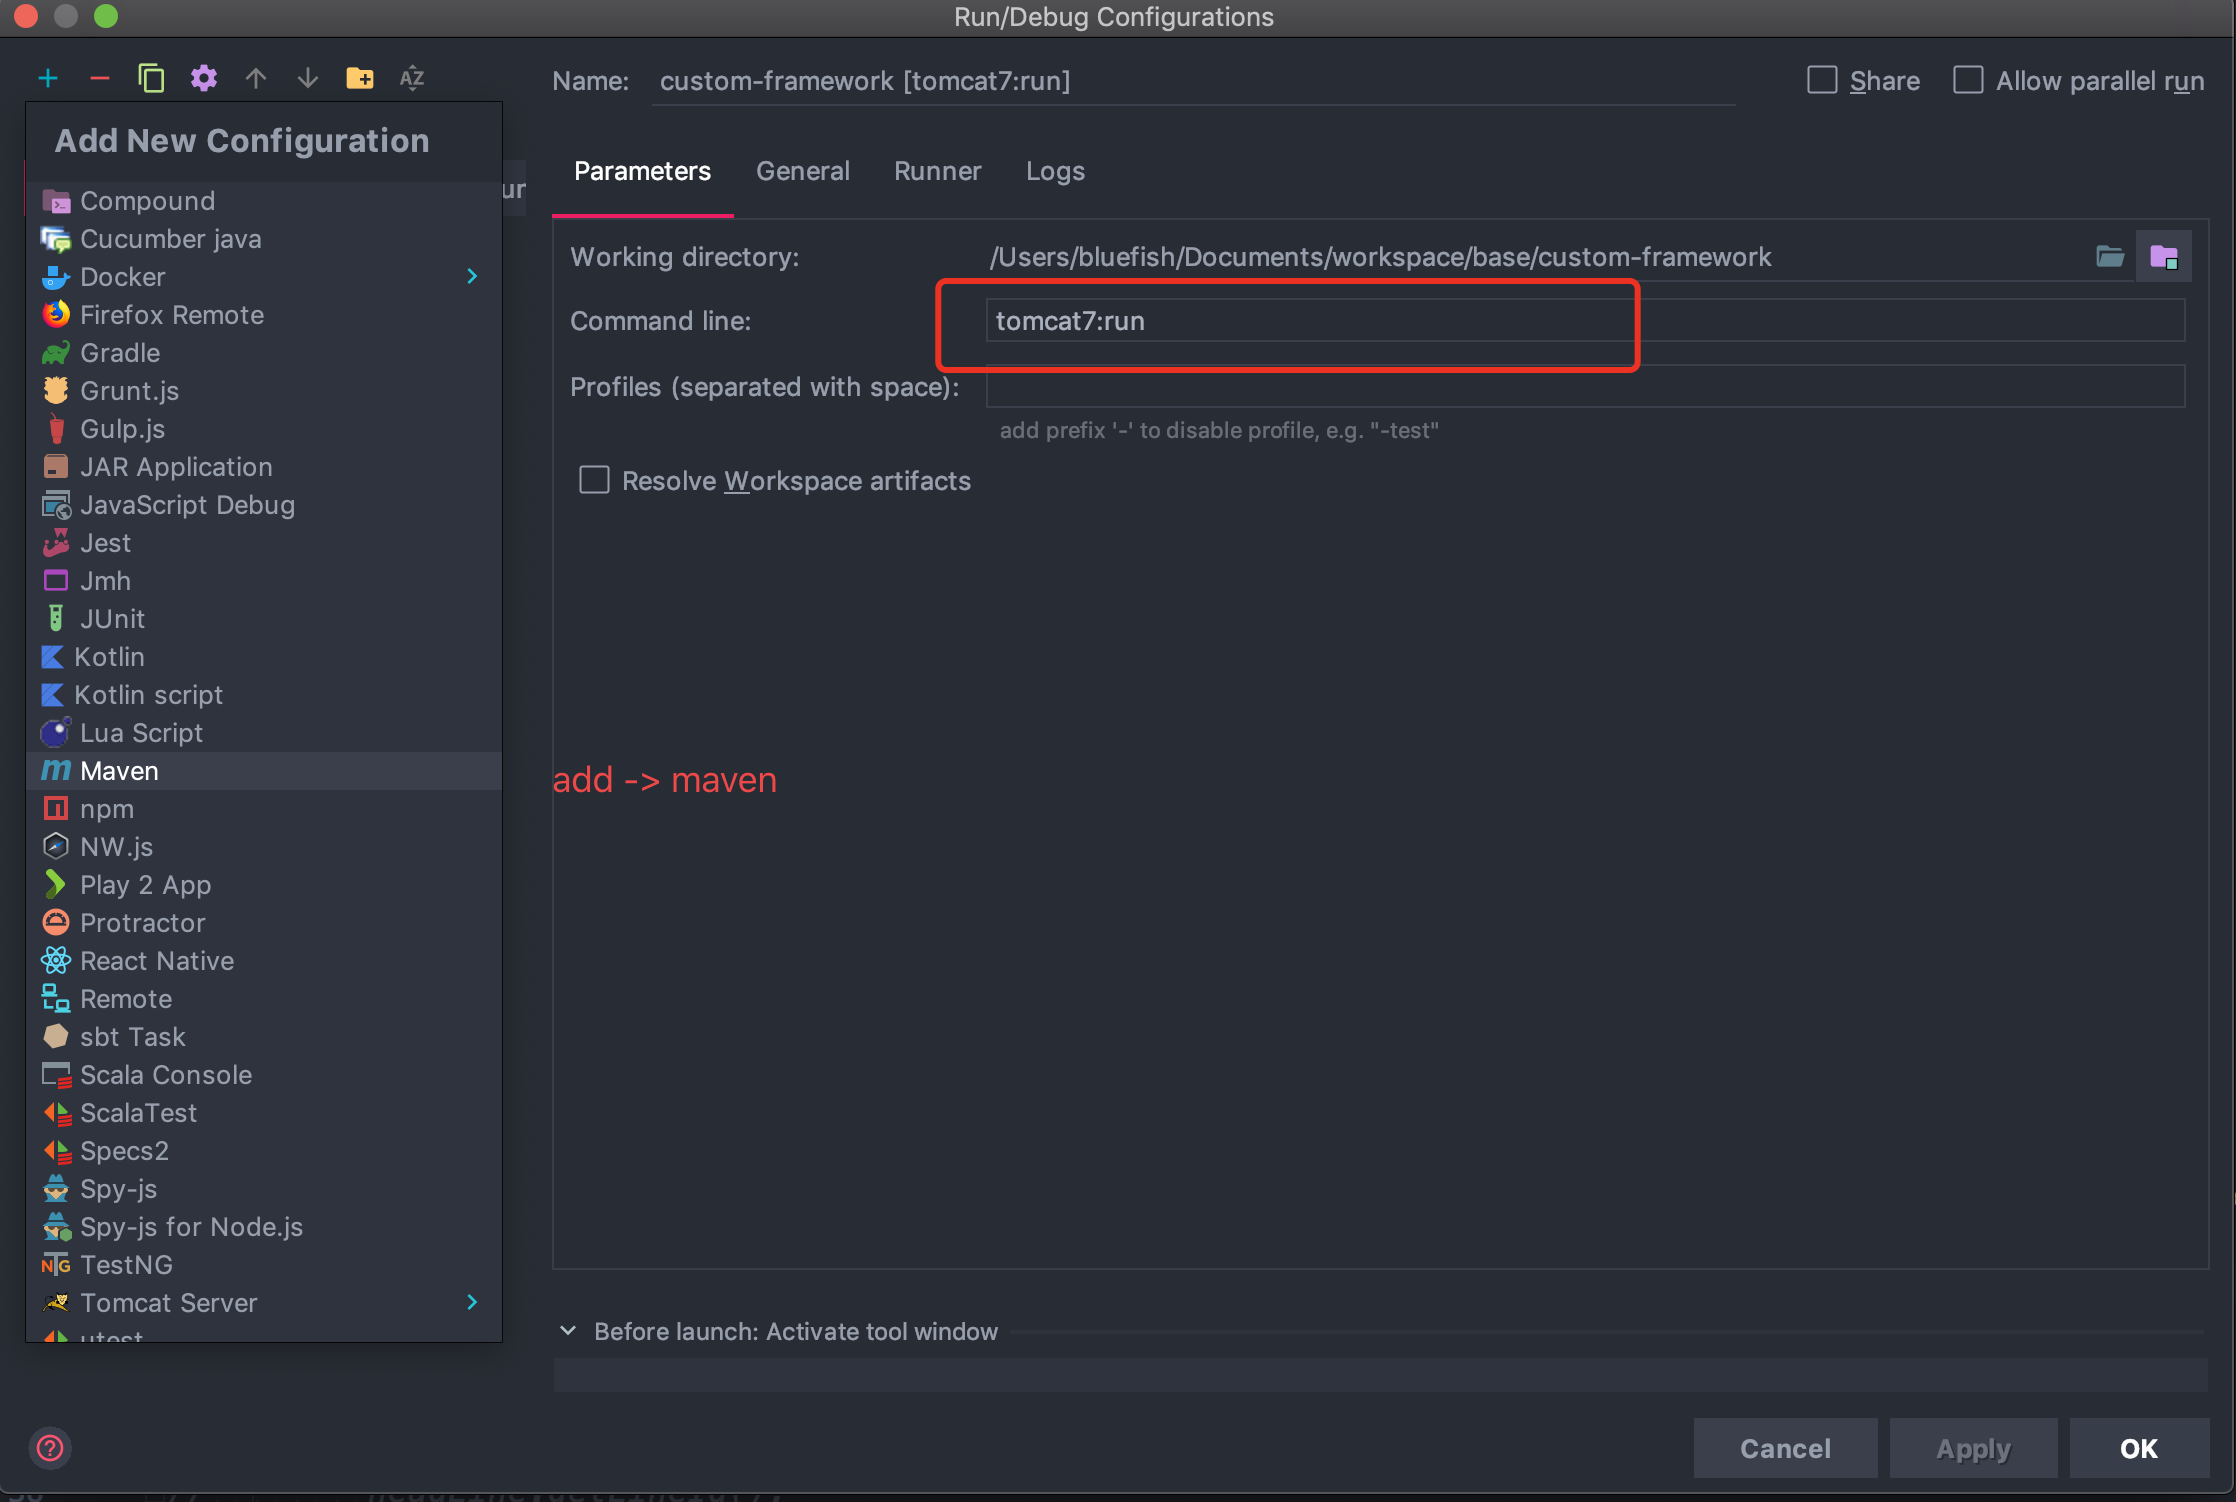 Run/Debug Configurations
Name: custom-framework [tomcat7:run]
Share
Allow parallel run
Add New Configuration
Compound
Cucumber java
Docker
Firefox Remote
Gradle
Grunt.js
Gulp.js
JAR Application
JavaScript Debug
Jest
Jmh
JUnit
Kotlin
Kotlin script
Lua Script
Maven
npm
NW.js
Play 2 App
Protractor
React Native
Remote
sbt Task
Scala Console
ScalaTest
Specs2
Spy-js
Spy-js for Node.js
TestNG
Tomcat Server
utest
Parameters General Runner Logs
Working directory: /Users/bluefish/Documents/workspace/base/custom-framework
Command line: tomcat7:run
Profiles (separated with space):
add prefix '-' to disable profile, e.g. "-test"
Resolve Workspace artifacts
add -> maven
Before launch: Activate tool window
Cancel Apply OK